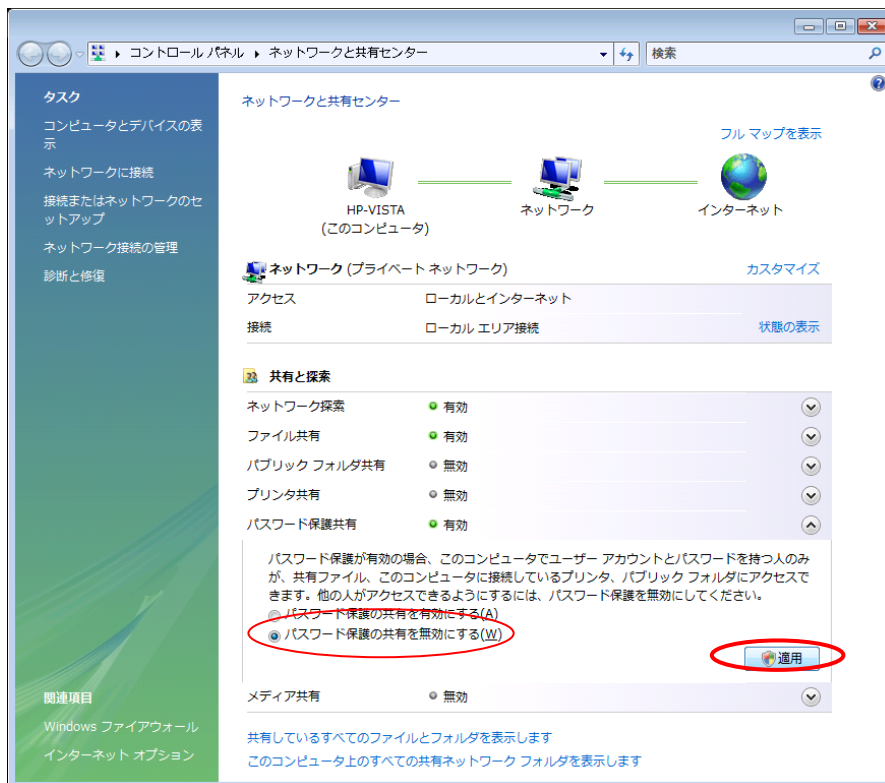 コントロール パネル ▶ ネットワークと共有センター
検索
タスク
コンピュータとデバイスの表
示
ネットワークに接続
接続またはネットワークのセ
ットアップ
ネットワーク接続の管理
診断と修復
関連項目
Windows ファイアウォール
インターネット オプション
ネットワークと共有センター
フル マップを表示
HP-VISTA
(このコンピュータ)
ネットワーク
インターネット
ネットワーク (プライベート ネットワーク)
カスタマイズ
アクセス ローカルとインターネット
接続 ローカル エリア接続 状態の表示
共有と探索
ネットワーク探索 有効
ファイル共有 有効
パブリック フォルダ共有 無効
プリンタ共有 無効
パスワード保護共有 有効
パスワード保護が有効の場合、このコンピュータでユーザー アカウントとパスワードを持つ人のみ
が、共有ファイル、このコンピュータに接続しているプリンタ、パブリック フォルダにアクセスで
きます。他の人がアクセスできるようにするには、パスワード保護を無効にしてください。
パスワード保護の共有を有効にする(A)
パスワード保護の共有を無効にする(W)
適用
メディア共有 無効
共有しているすべてのファイルとフォルダを表示します
このコンピュータ上のすべての共有ネットワーク フォルダを表示します